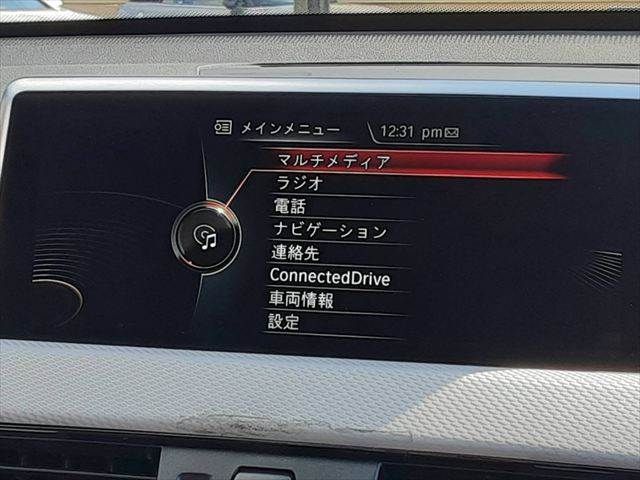 メインメニュー 12:31 pm
マルチメディア
ラジオ
電話
ナビゲーション
連絡先
ConnectedDrive
車両情報
設定